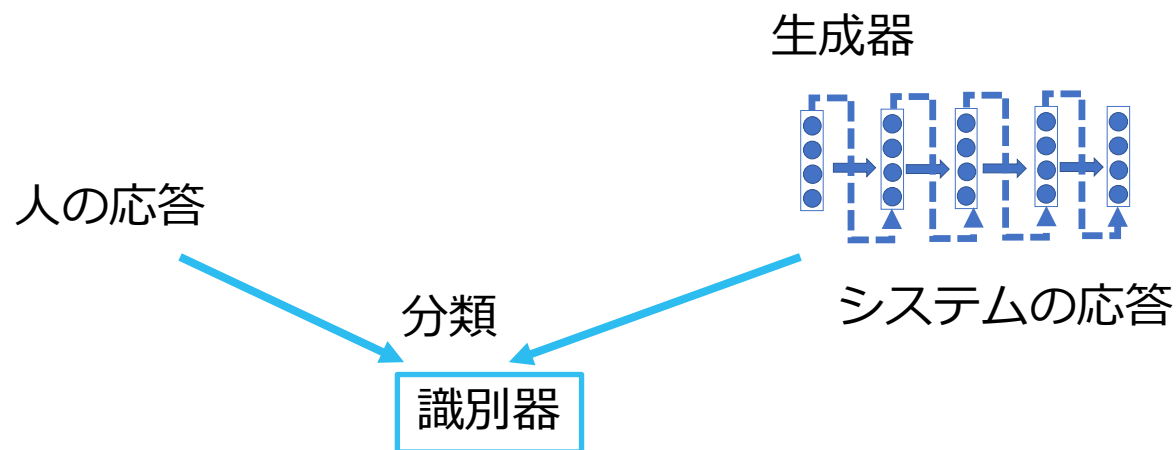 生成器
人の応答
システムの応答
分類
識別器